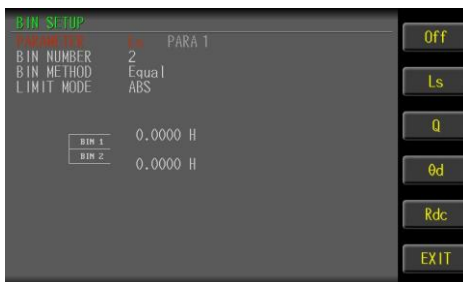 BIN SETUP
PARAMETER Ls PARA 1
BIN NUMBER 2
BIN METHOD Equal
LIMIT MODE ABS
BIN 1 0.0000 H
BIN 2 0.0000 H
Off
Ls
Q
θd
Rdc
EXIT